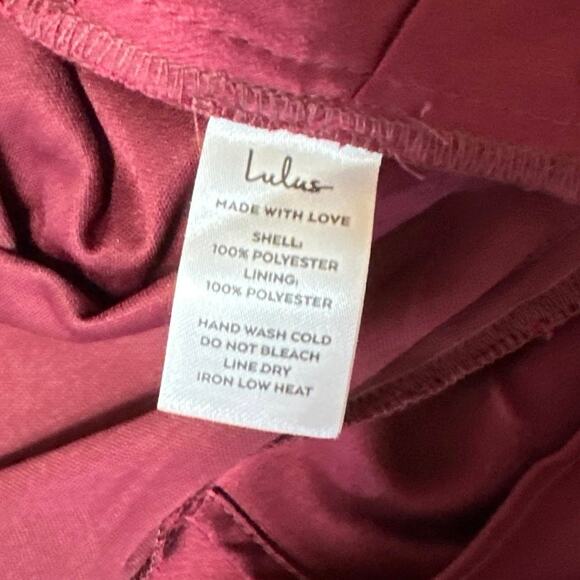 Lulus
MADE WITH LOVE
SHELL:
100% POLYESTER
LINING:
100% POLYESTER
HAND WASH COLD
DO NOT BLEACH
LINE DRY
IRON LOW HEAT